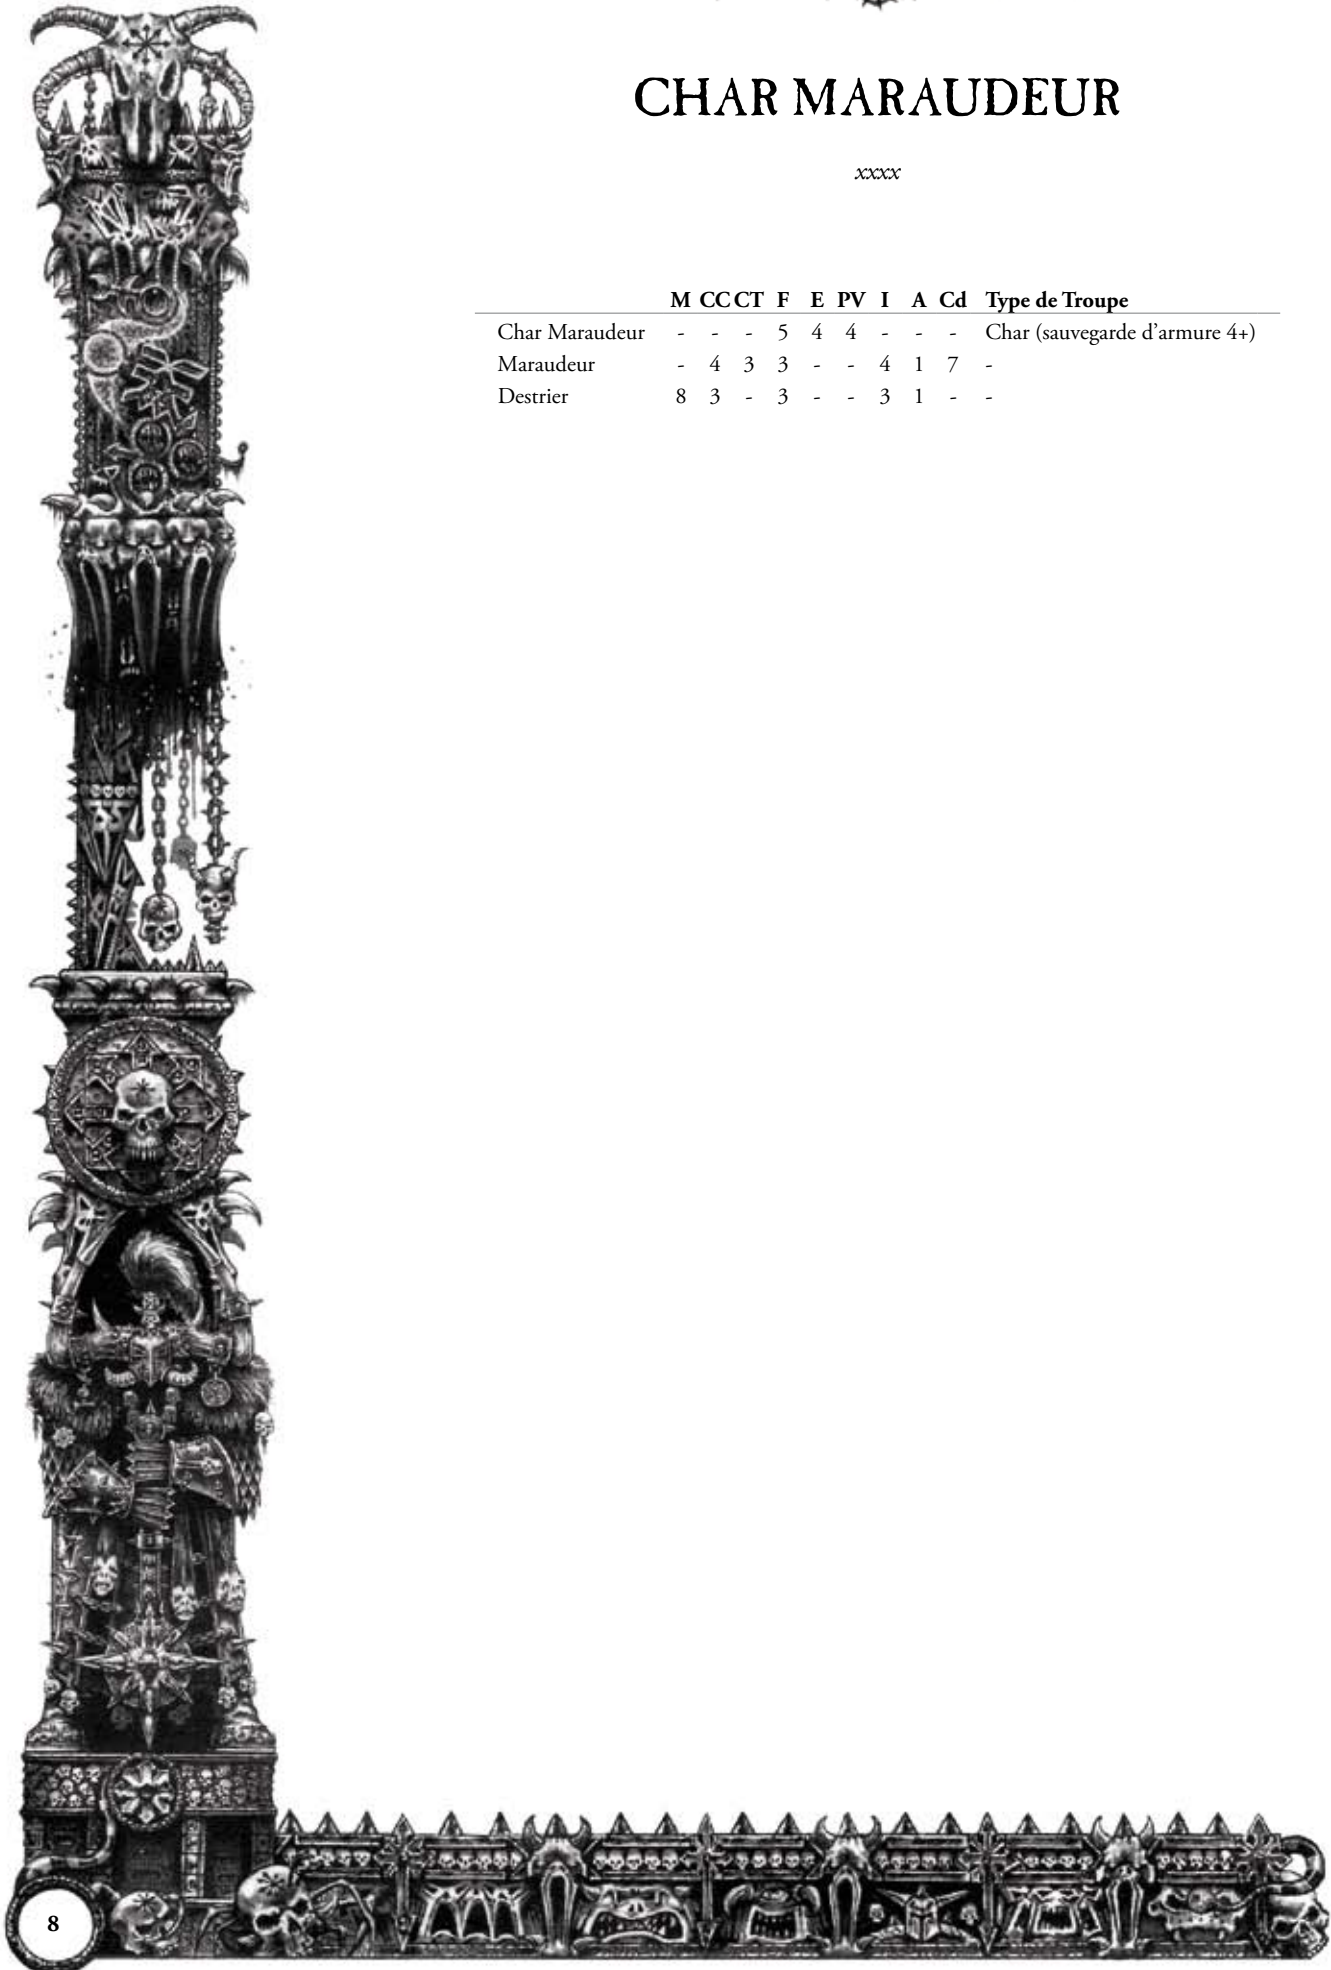 CHAR MARAUDEUR
xxxx
M CC CT F E PV I A Cd Type de Troupe
Char Maraudeur - - - 5 4 4 - - - Char (sauvegarde d’armure 4+)
Maraudeur - 4 3 3 - - 4 1 7 -
Destrier 8 3 - 3 - - 3 1 - -
8